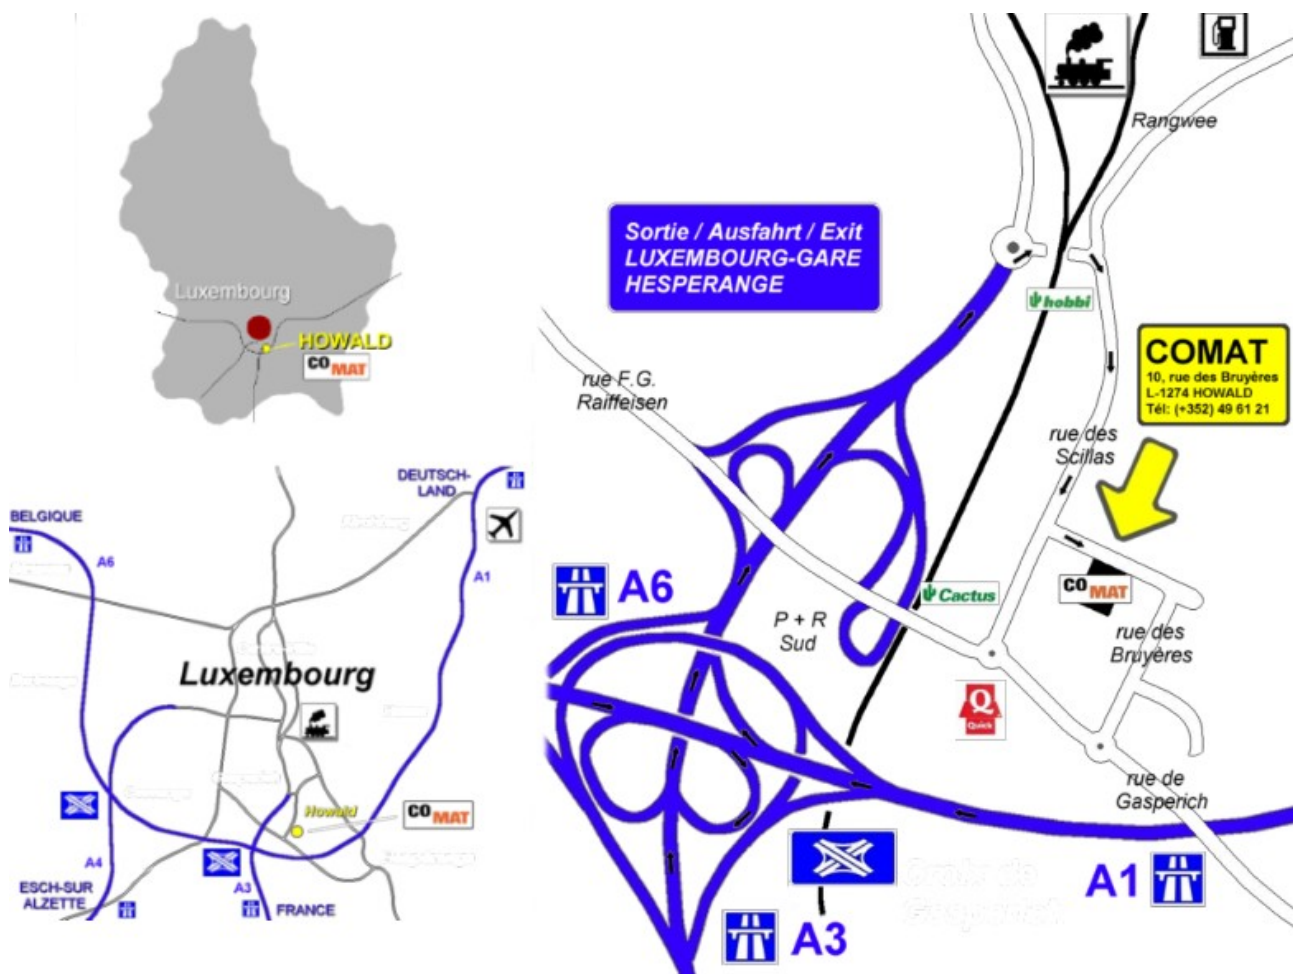 Luxembourg
HOWALD
CO
MAT
DEUTSCH-
LAND
BELGIQUE
A6
A1
Luxembourg
Howald
CO
MAT
A4
A3
ESCH-SUR
ALZETTE
FRANCE
Rangwee
Sortie / Ausfahrt / Exit
LUXEMBOURG-GARE
HESPERANGE
hobbi
COMAT
10, rue des Bruyères
L-1274 HOWALD
Tél: (+352) 49 61 21
rue F.G.
Raiffeisen
rue des
Scillas
A6
Cactus
CO
MAT
P + R
Sud
rue des
Bruyères
Q
Quick
rue de
Gasperich
A1
A3